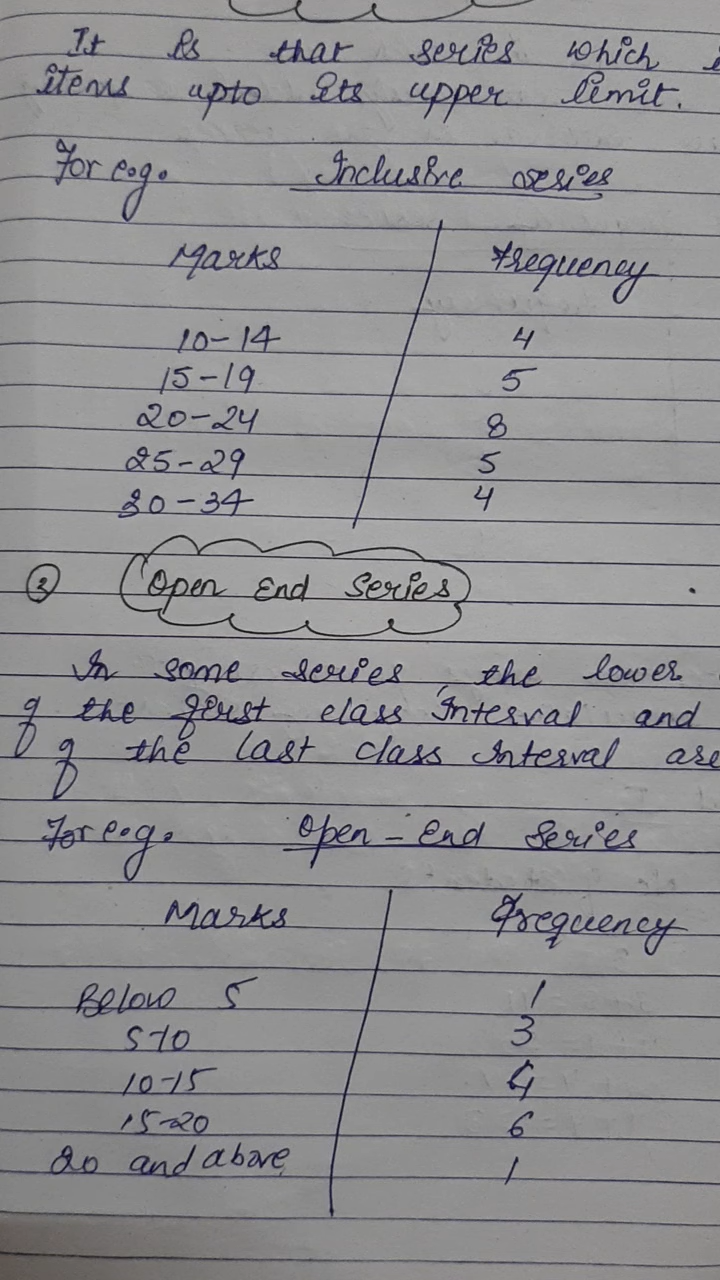 It is that series which
items upto its upper limit.
For e.g. Inclusive series
Marks Frequency
10-14 4
15-19 5
20-24 8
25-29 5
30-34 4
Open End Series
In some series, the lower
of the first class interval and
of the last class interval are
For e.g. Open-End Series
Marks Frequency
Below 5 1
5-10 3
10-15 4
15-20 6
20 and above 1